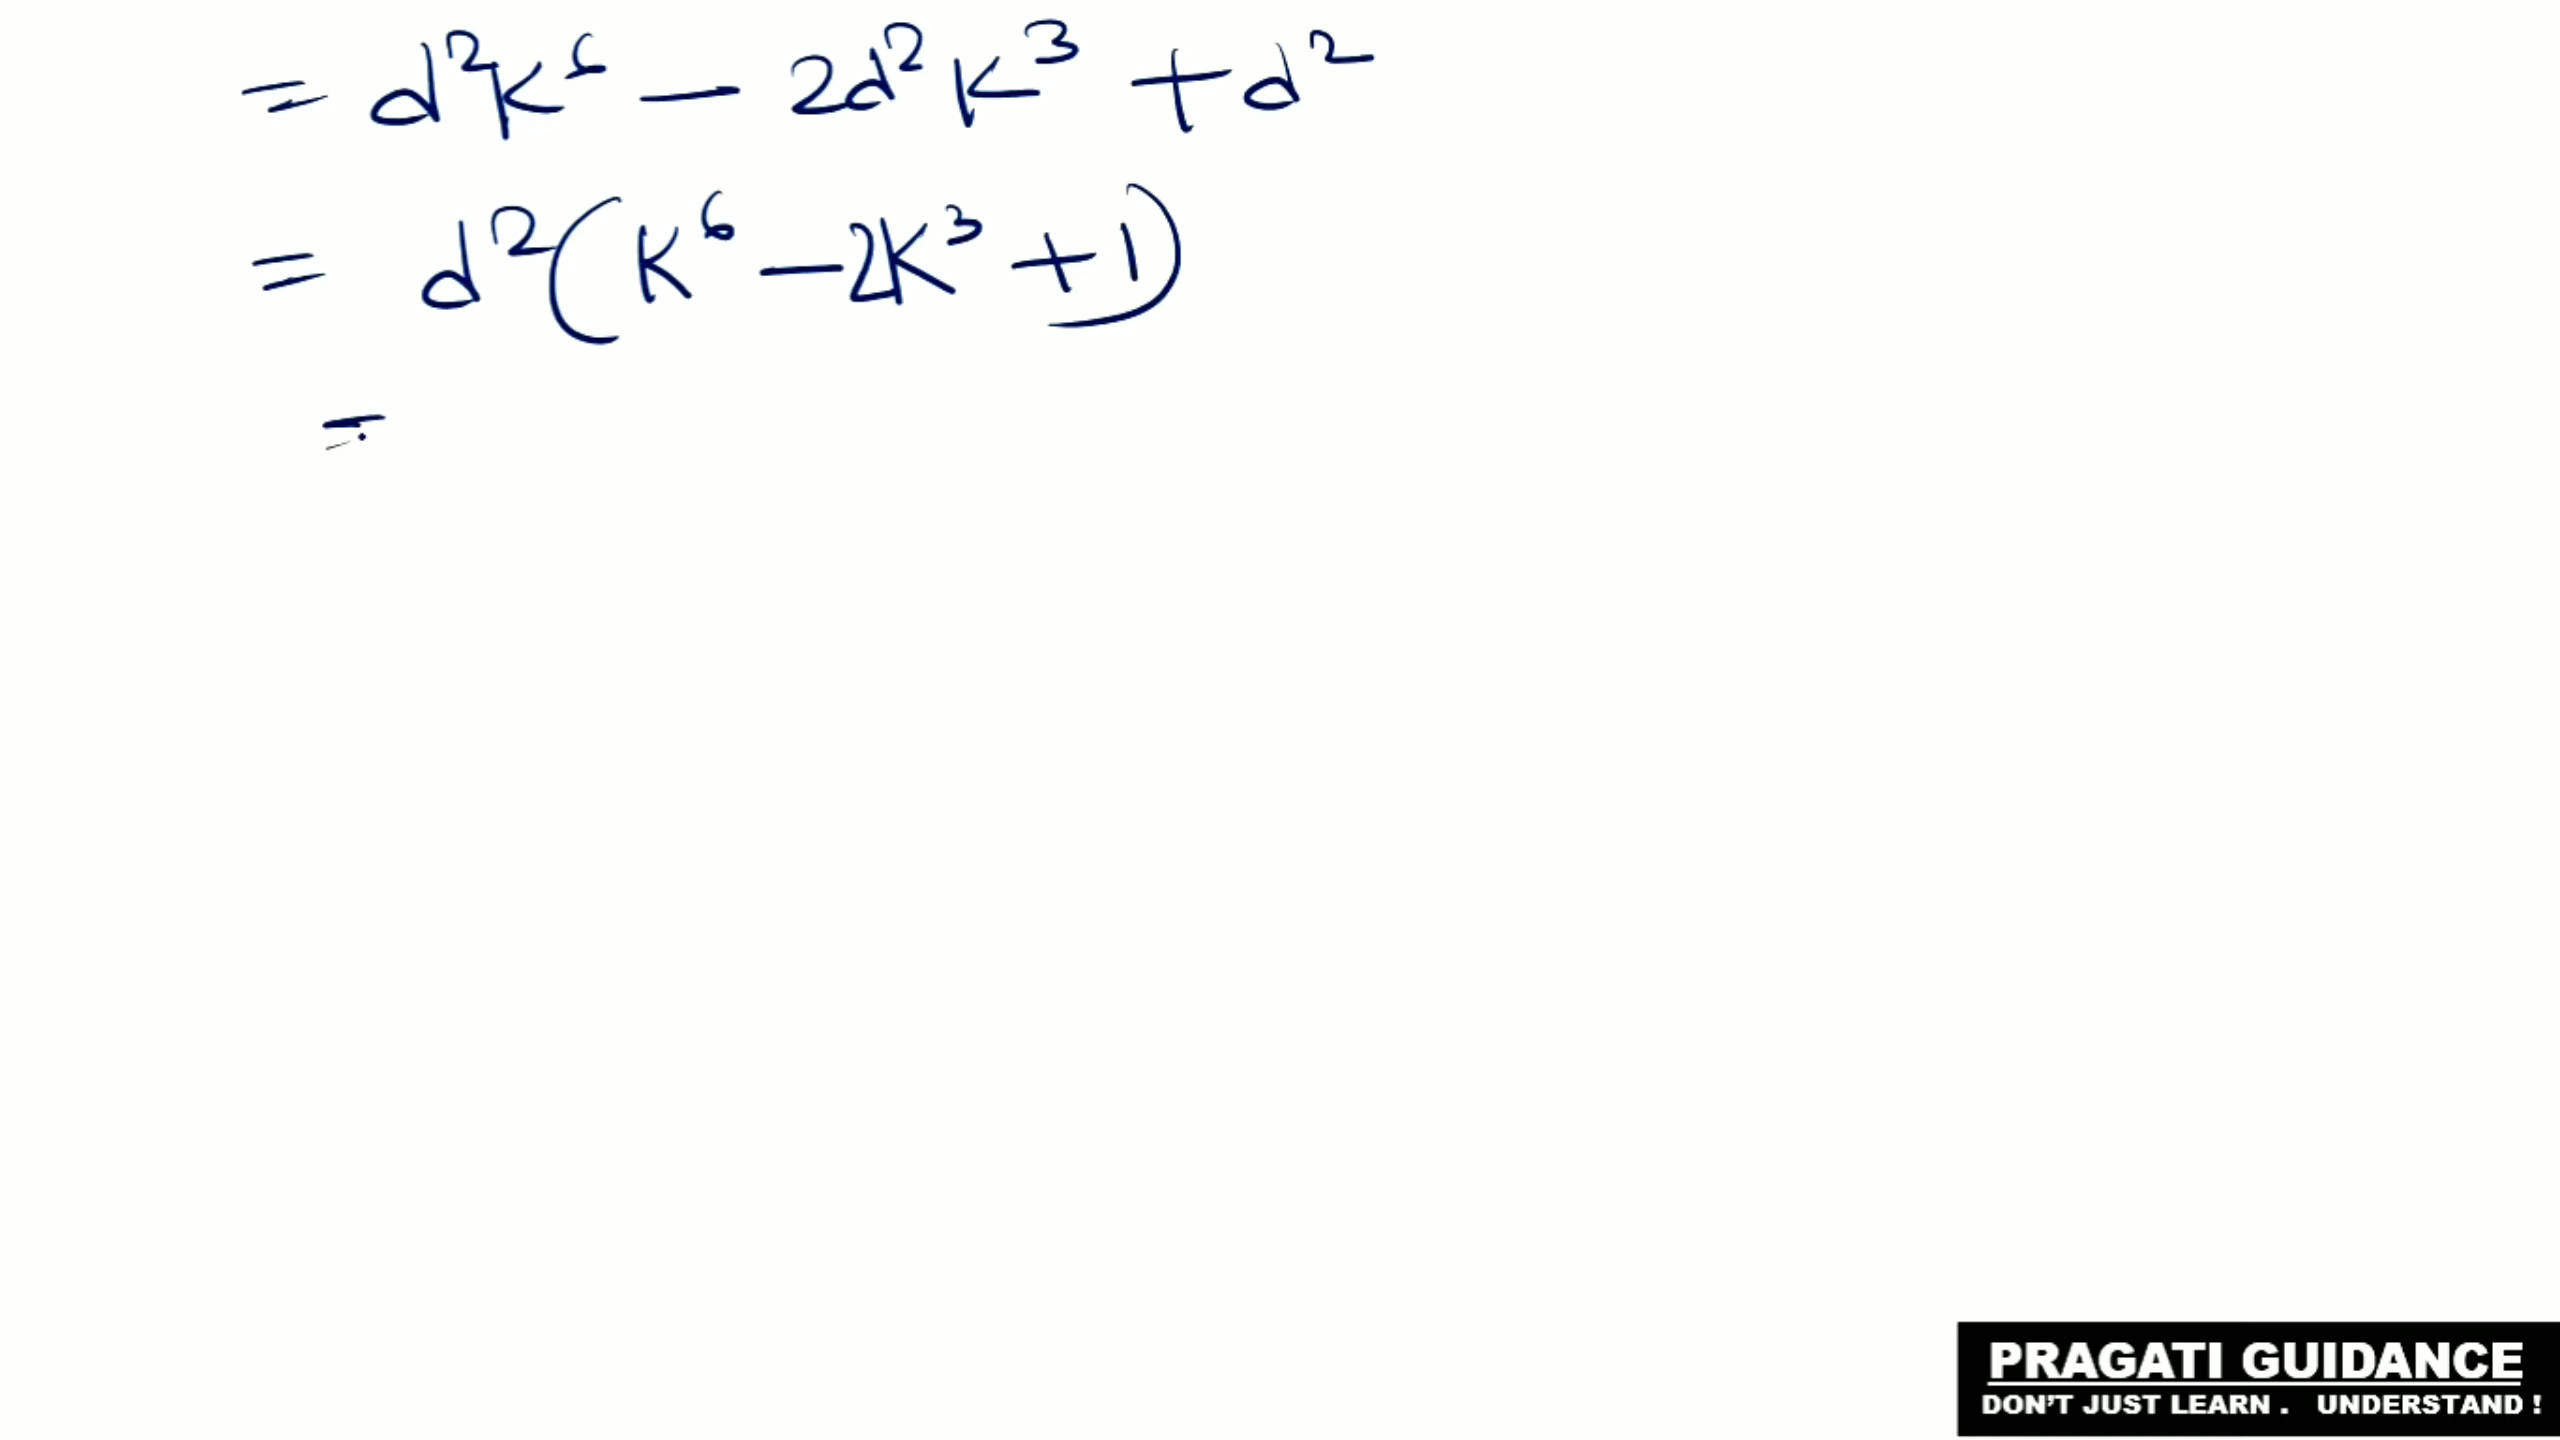 = d²k⁶ − 2d²k³ + d²
= d²(k⁶ − 2k³ + 1)
=
PRAGATI GUIDANCE
DON'T JUST LEARN . UNDERSTAND !